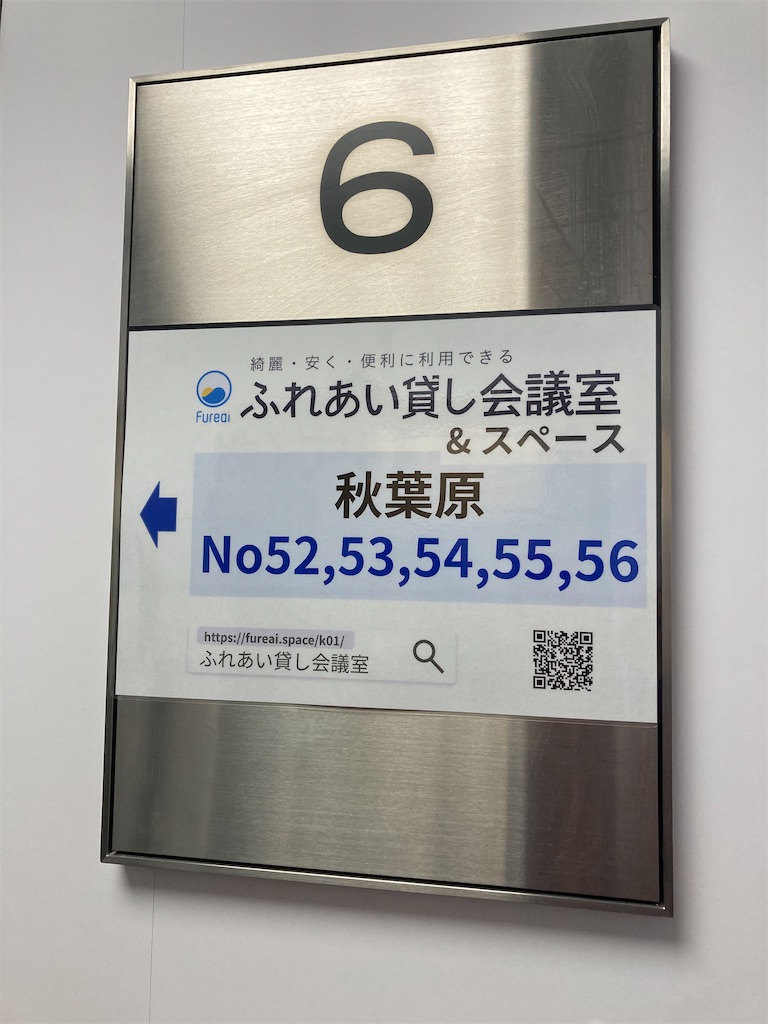 6
綺麗・安く・便利に利用できる
Fureai
ふれあい貸し会議室
& スペース
秋葉原
No52,53,54,55,56
https://fureai.space/k01/
ふれあい貸し会議室